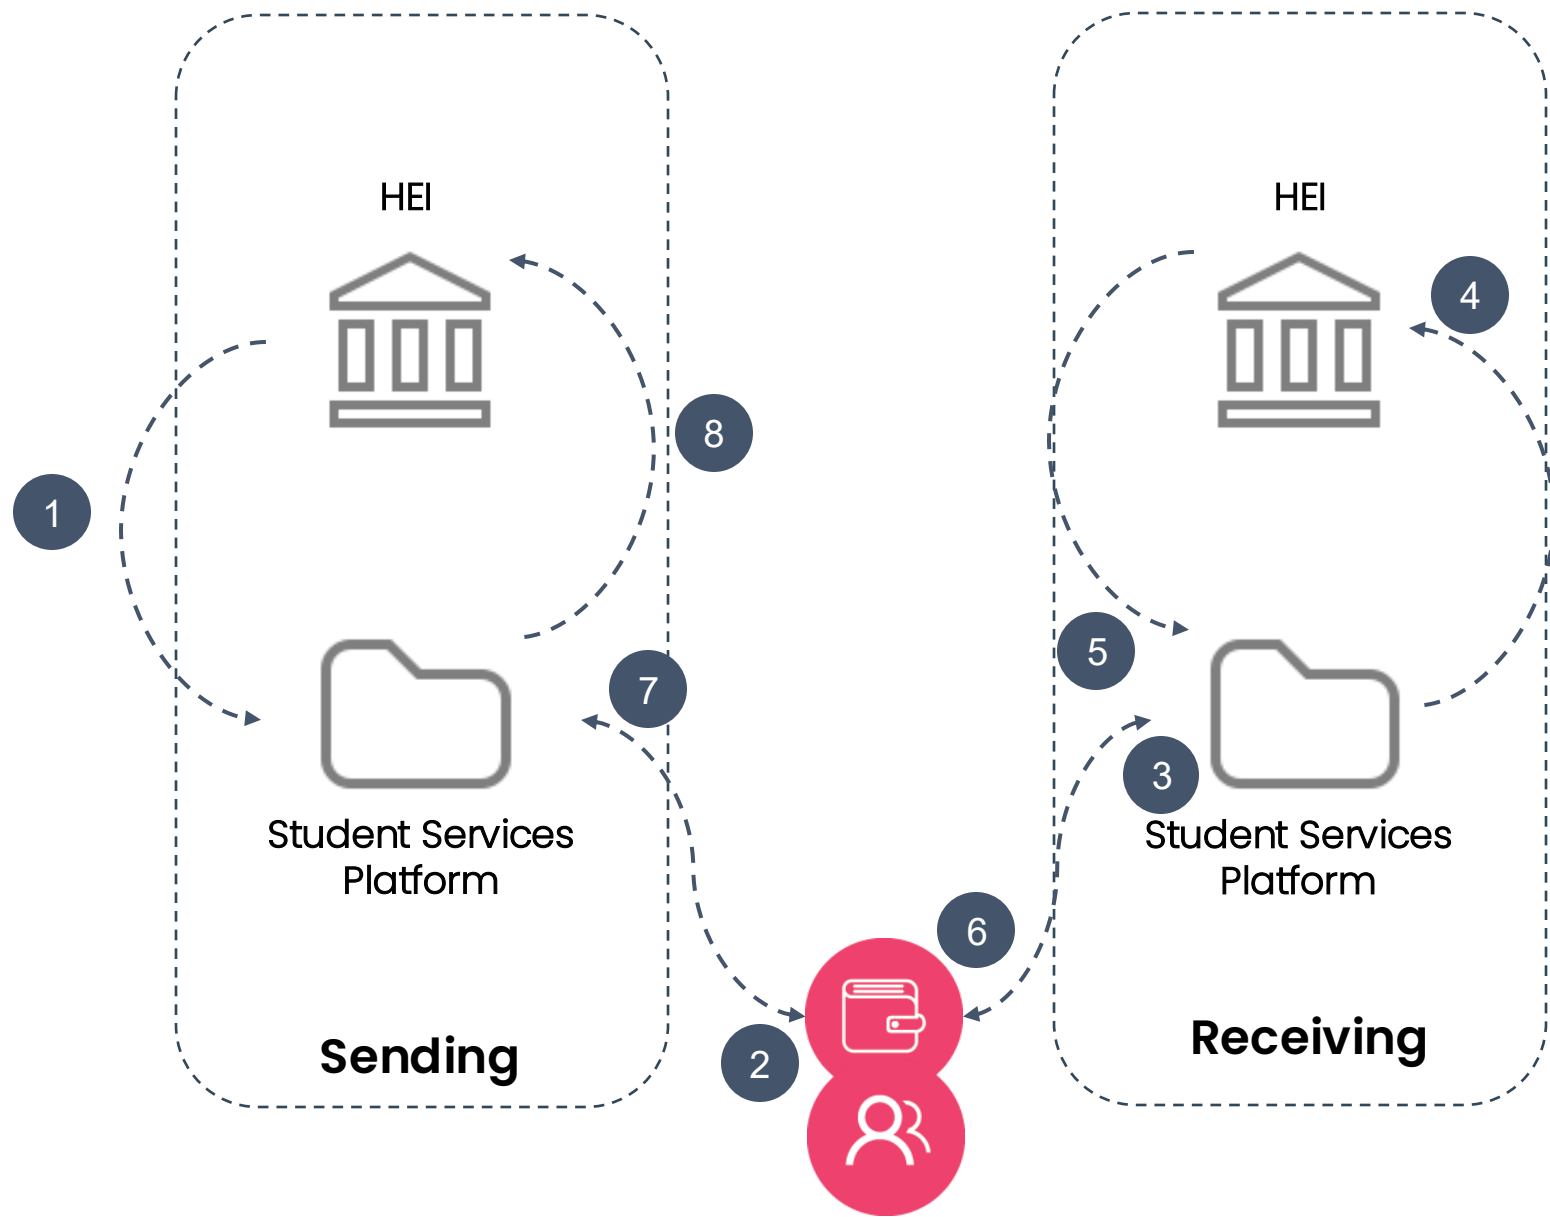 HEI
HEI
4
8
1
5
7
3
Student Services
Platform
Student Services
Platform
6
Receiving
Sending
2